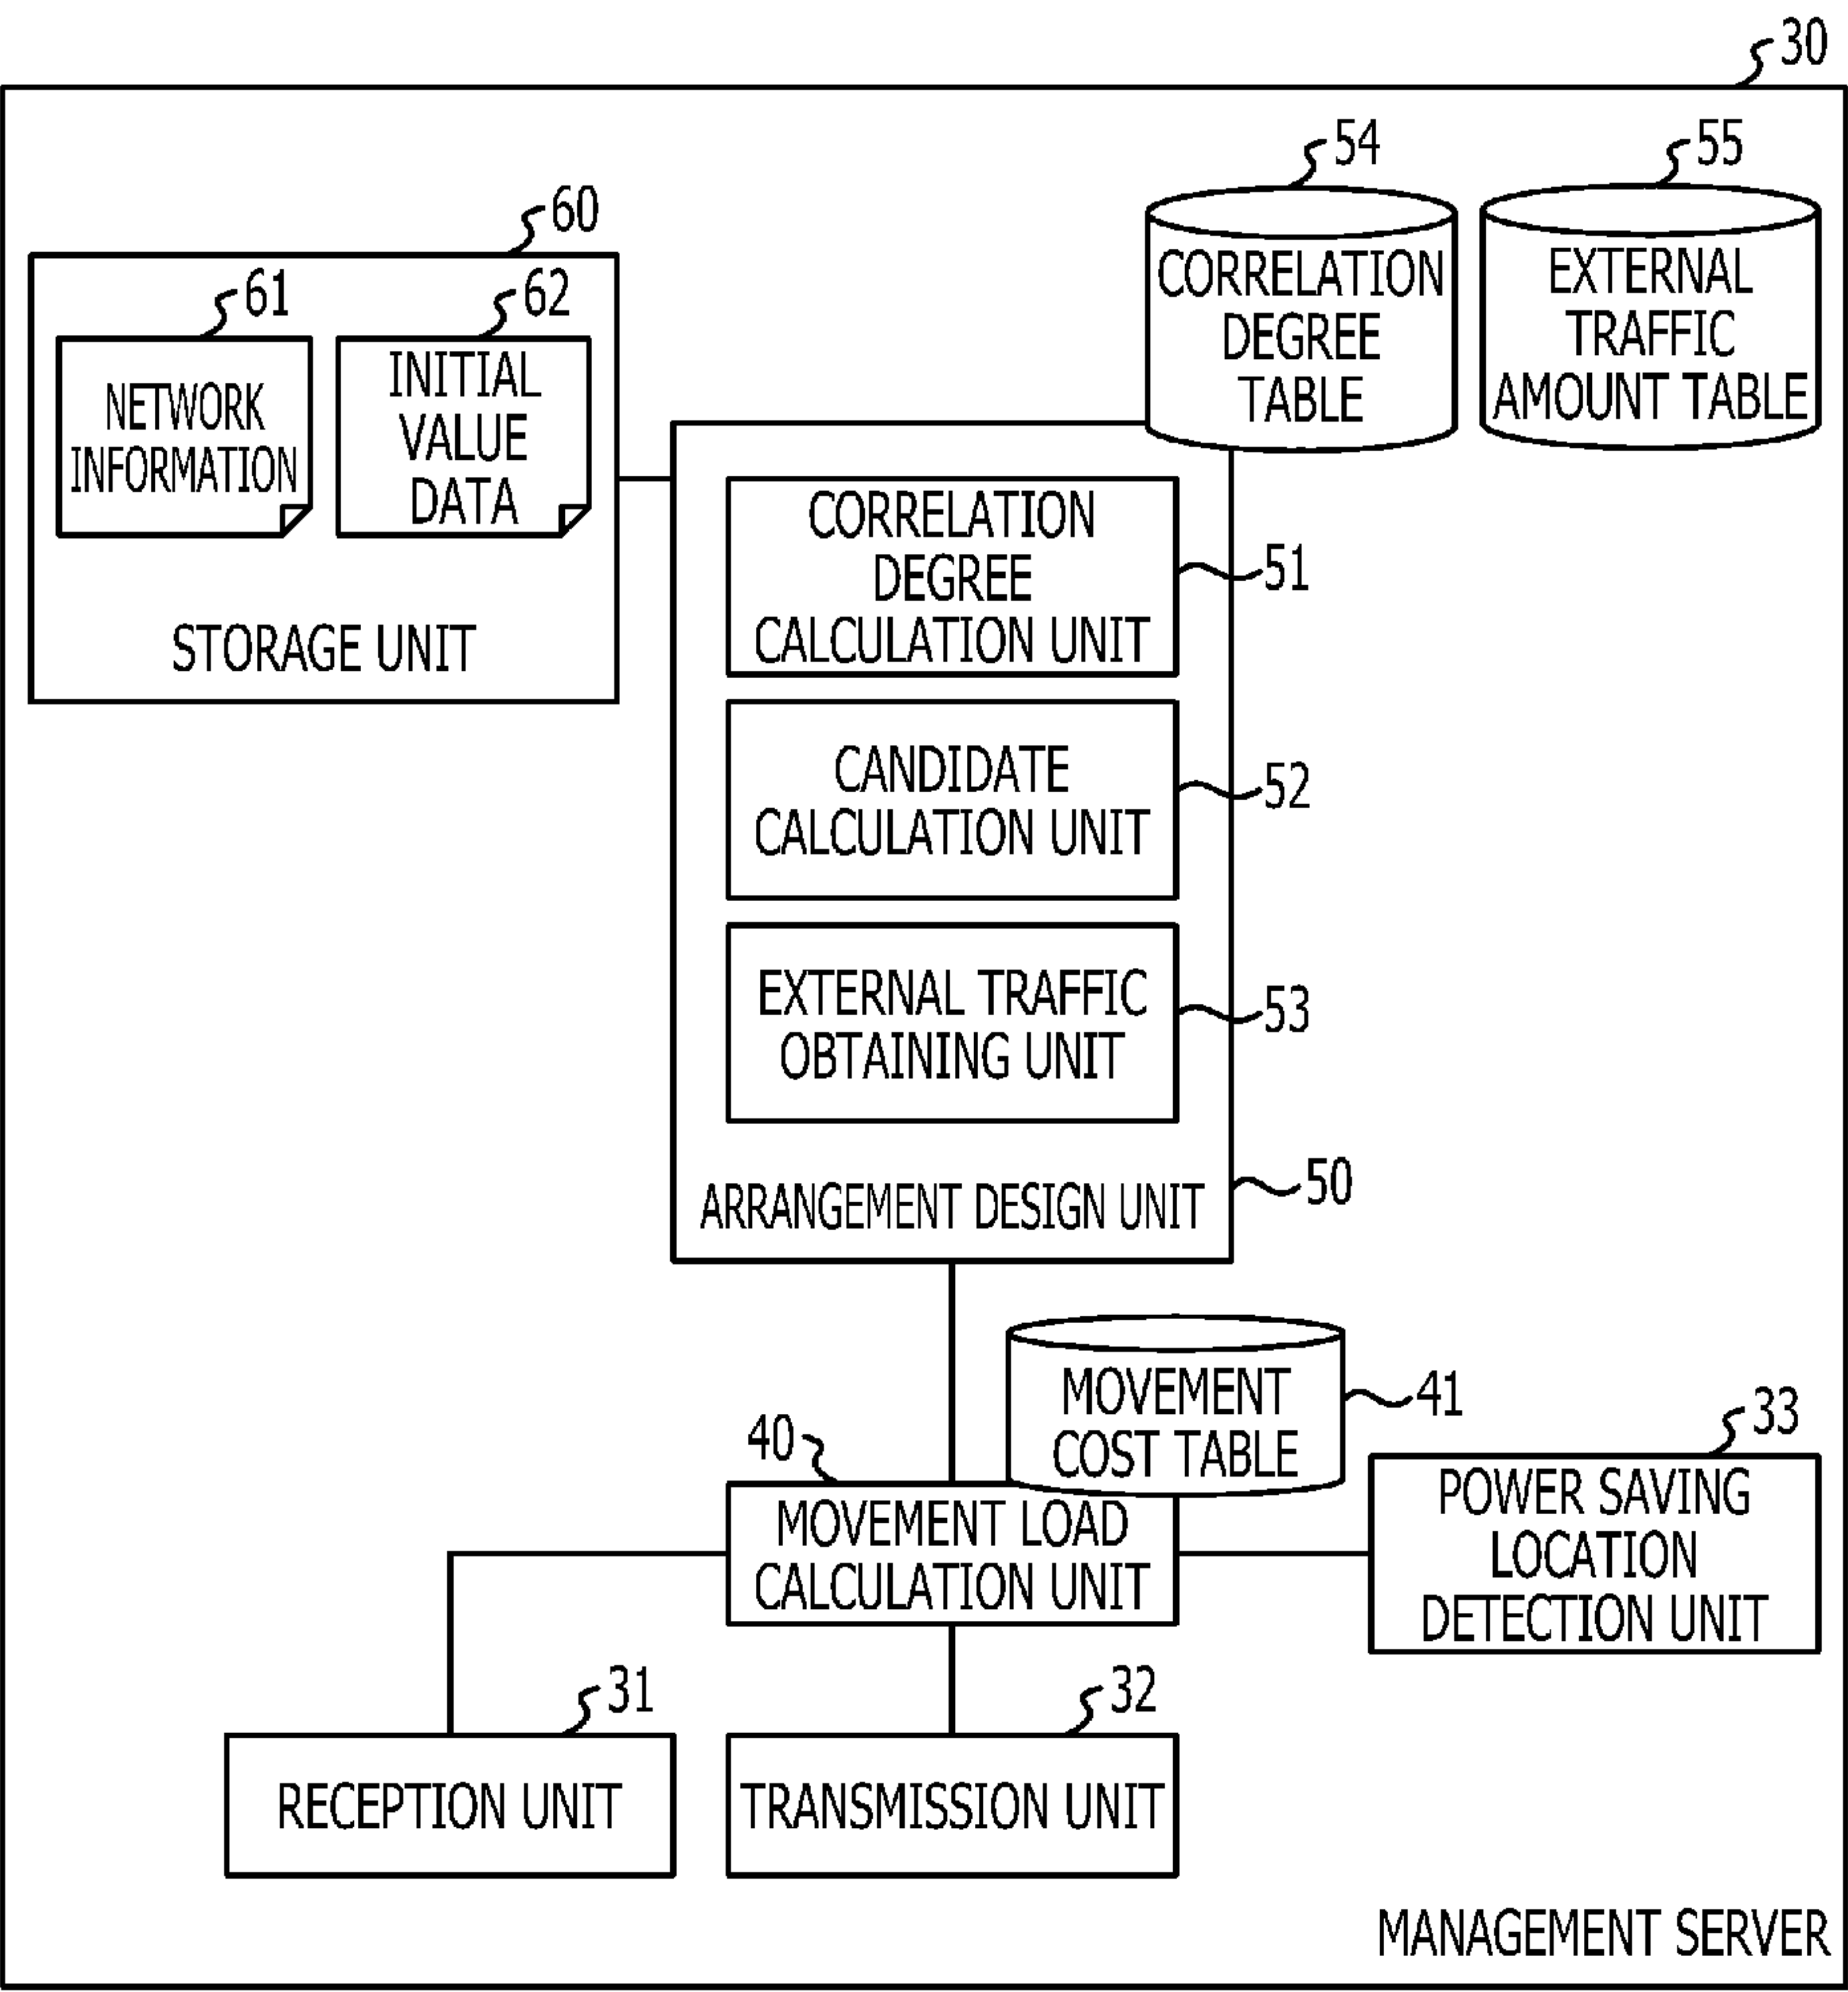 30
54
55
60
CORRELATION
DEGREE
TABLE
EXTERNAL
TRAFFIC
AMOUNT TABLE
61
62
NETWORK
INFORMATION
INITIAL
VALUE
DATA
STORAGE UNIT
CORRELATION
DEGREE
CALCULATION UNIT
51
CANDIDATE
CALCULATION UNIT
52
EXTERNAL TRAFFIC
OBTAINING UNIT
53
ARRANGEMENT DESIGN UNIT
50
MOVEMENT
COST TABLE
41
40
33
MOVEMENT LOAD
CALCULATION UNIT
POWER SAVING
LOCATION
DETECTION UNIT
31
32
RECEPTION UNIT
TRANSMISSION UNIT
MANAGEMENT SERVER